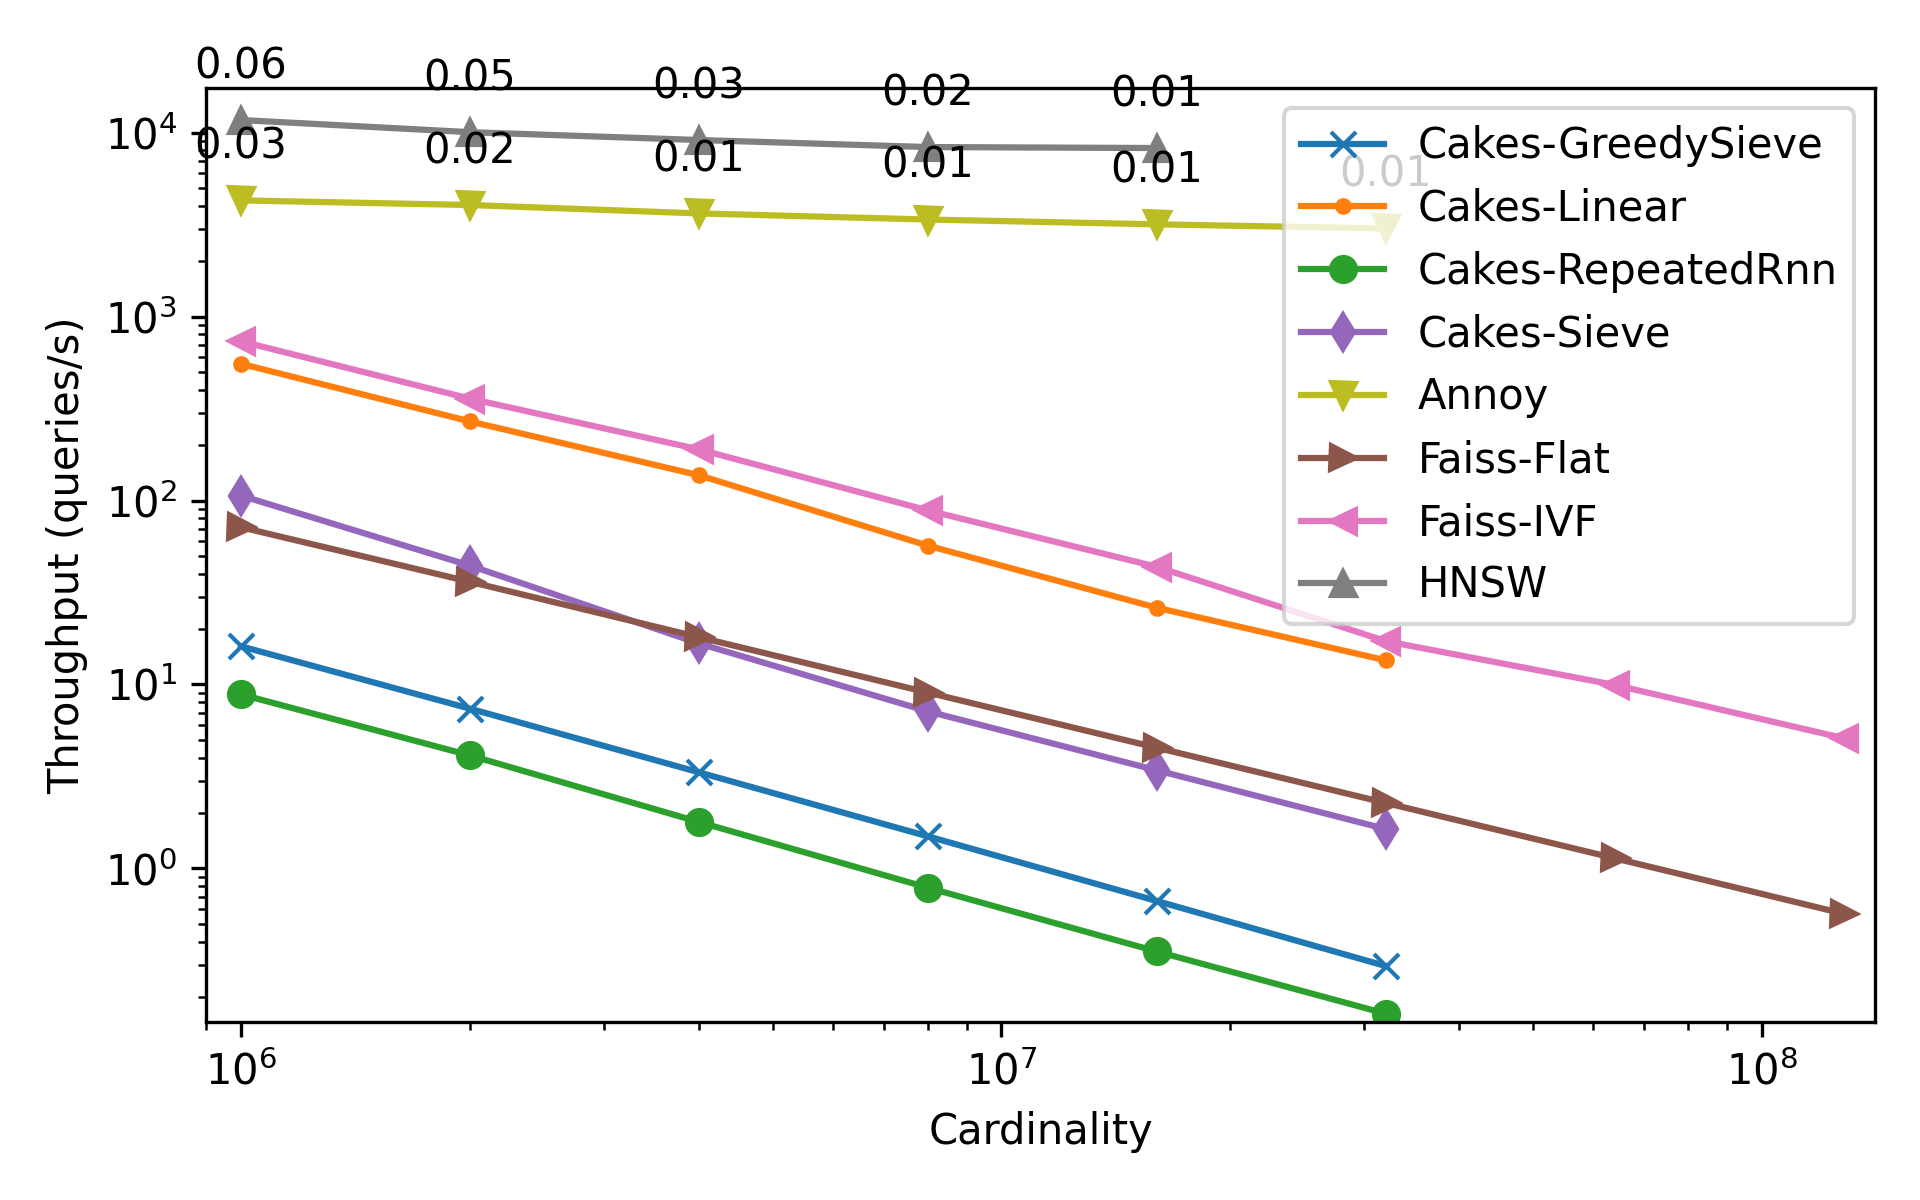 0.06 0.05 0.03 0.02 0.01
0.03 0.02 0.01 0.01 0.01 0.01
10⁴
10³
10²
10¹
10⁰
Throughput (queries/s)
Cakes-GreedySieve
Cakes-Linear
Cakes-RepeatedRnn
Cakes-Sieve
Annoy
Faiss-Flat
Faiss-IVF
HNSW
10⁶ 10⁷ 10⁸
Cardinality